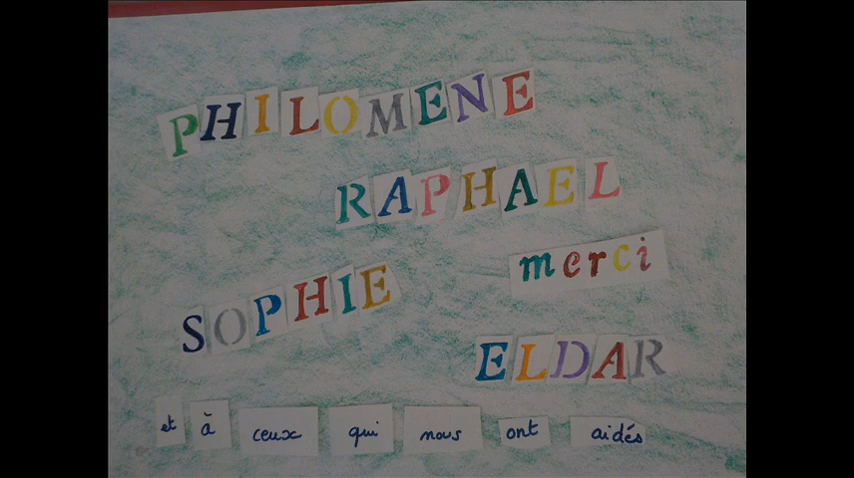 PHILOMENE
RAPHAEL
merci
SOPHIE
ELDAR
et à ceux qui nous ont aidés